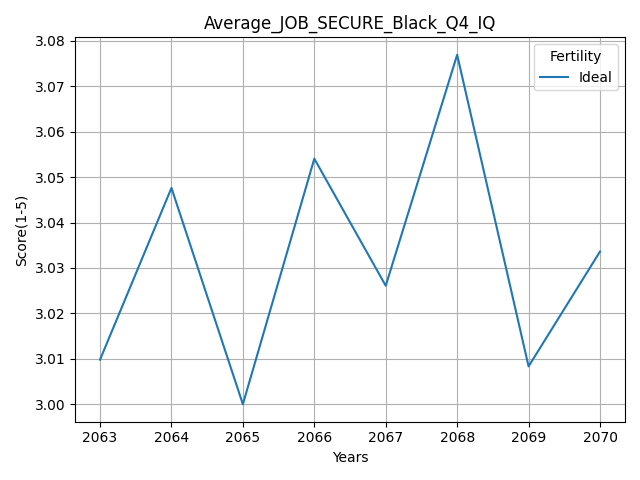 Average_JOB_SECURE_Black_Q4_IQ
Fertility
Ideal
Score(1-5)
3.08
3.07
3.06
3.05
3.04
3.03
3.02
3.01
3.00
2063 2064 2065 2066 2067 2068 2069 2070
Years